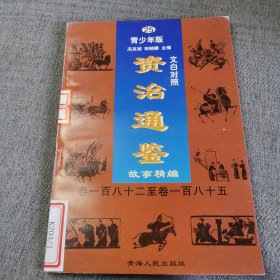 25
青少年版
冯克诚 田晓娜 主编
文白对照
资治通鉴
故事精编
卷一百八十二至卷一百八十五
青海人民出版社